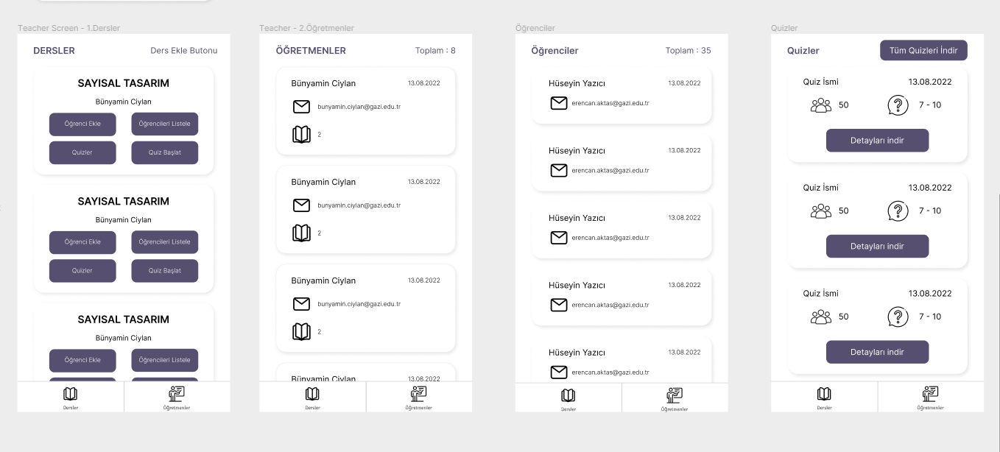 Teacher Screen - 1.Dersler
DERSLER
Ders Ekle Butonu
SAYISAL TASARIM
Bünyamin Ciylan
Öğrenci Ekle
Öğrencileri Listele
Quizler
Quiz Başlat
SAYISAL TASARIM
Bünyamin Ciylan
Öğrenci Ekle
Öğrencileri Listele
Quizler
Quiz Başlat
SAYISAL TASARIM
Bünyamin Ciylan
Öğrenci Ekle
Öğrencileri Listele
Dersler
Öğretmenler
Teacher - 2.Öğretmenler
ÖĞRETMENLER
Toplam : 8
Bünyamin Ciylan
13.08.2022
bunyamin.ciylan@gazi.edu.tr
2
Bünyamin Ciylan
13.08.2022
bunyamin.ciylan@gazi.edu.tr
2
Bünyamin Ciylan
13.08.2022
bunyamin.ciylan@gazi.edu.tr
2
Bünyamin Ciylan
13.08.2022
Dersler
Öğretmenler
Öğrenciler
Öğrenciler
Toplam : 35
Hüseyin Yazıcı
13.08.2022
erencan.aktas@gazi.edu.tr
Hüseyin Yazıcı
13.08.2022
erencan.aktas@gazi.edu.tr
Hüseyin Yazıcı
13.08.2022
erencan.aktas@gazi.edu.tr
Hüseyin Yazıcı
13.08.2022
erencan.aktas@gazi.edu.tr
Hüseyin Yazıcı
13.08.2022
erencan.aktas@gazi.edu.tr
Dersler
Öğretmenler
Quizler
Quizler
Tüm Quizleri İndir
Quiz İsmi
13.08.2022
50
7 - 10
Detayları indir
Quiz İsmi
13.08.2022
50
7 - 10
Detayları indir
Quiz İsmi
13.08.2022
50
7 - 10
Detayları indir
Dersler
Öğretmenler